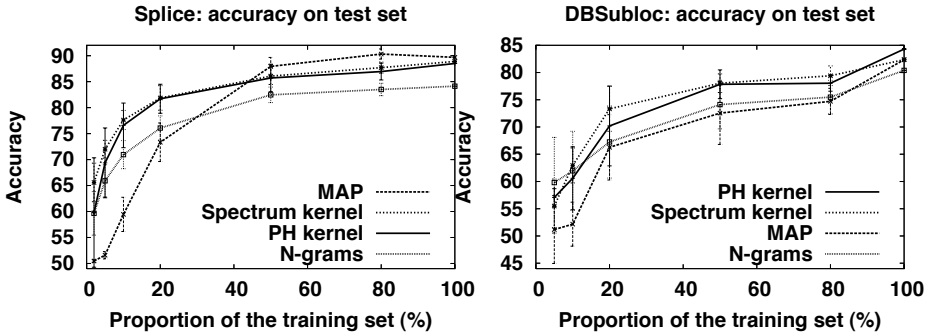 Splice: accuracy on test set
Accuracy
90
85
80
75
70
65
60
55
50
MAP
Spectrum kernel
PH kernel
N-grams
0 20 40 60 80 100
Proportion of the training set (%)
DBSubloc: accuracy on test set
Accuracy
85
80
75
70
65
60
55
50
45
PH kernel
Spectrum kernel
MAP
N-grams
0 20 40 60 80 100
Proportion of the training set (%)